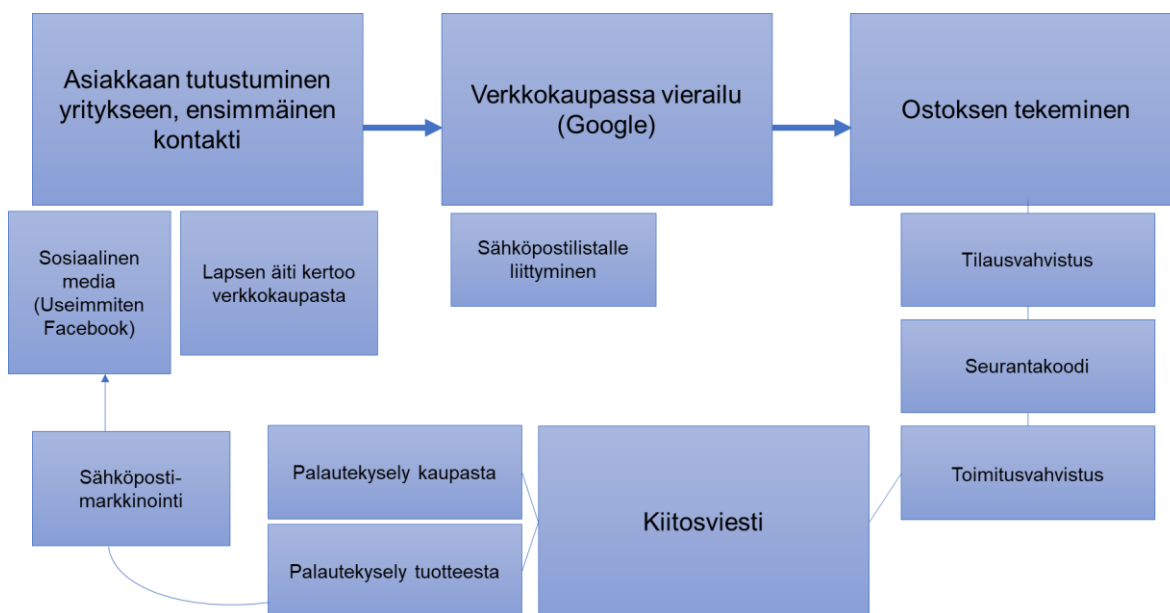 Asiakkaan tutustuminen
yritykseen, ensimmäinen
kontakti
Verkkokaupassa vierailu
(Google)
Ostoksen tekeminen
Sosiaalinen
media
(Useimmiten
Facebook)
Lapsen äiti kertoo
verkkokaupasta
Sähköpostilistalle
liittyminen
Tilausvahvistus
Seurantakoodi
Toimitusvahvistus
Kiitosviesti
Palautekysely kaupasta
Palautekysely tuotteesta
Sähköposti-
markkinointi